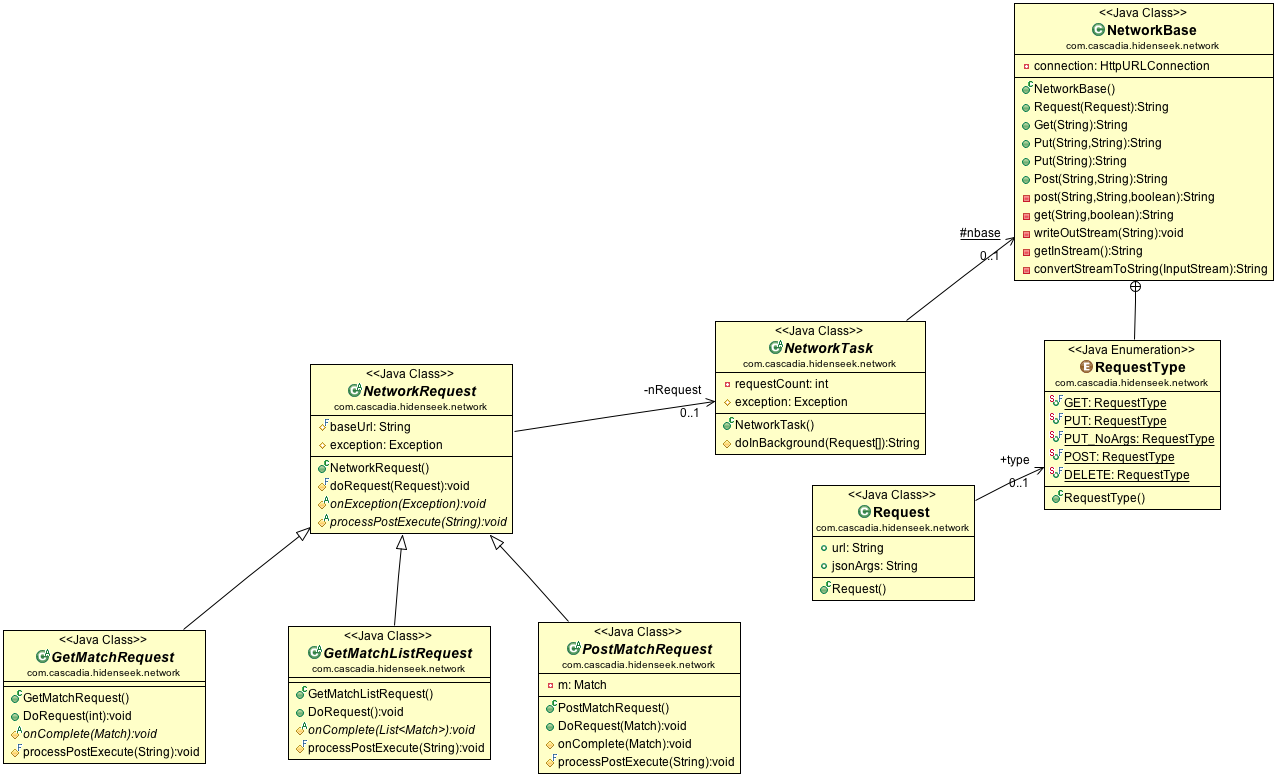 <<Java Class>>
NetworkBase
com.cascadia.hidenseek.network
connection: HttpURLConnection
NetworkBase()
Request(Request):String
Get(String):String
Put(String,String):String
Put(String):String
Post(String,String):String
post(String,String,boolean):String
get(String,boolean):String
writeOutStream(String):void
getInStream():String
convertStreamToString(InputStream):String
#nbase
0..1
<<Java Class>>
NetworkTask
com.cascadia.hidenseek.network
requestCount: int
exception: Exception
NetworkTask()
doInBackground(Request[]):String
<<Java Enumeration>>
RequestType
com.cascadia.hidenseek.network
GET: RequestType
PUT: RequestType
PUT_NoArgs: RequestType
POST: RequestType
DELETE: RequestType
RequestType()
<<Java Class>>
NetworkRequest
com.cascadia.hidenseek.network
baseUrl: String
exception: Exception
NetworkRequest()
doRequest(Request):void
onException(Exception):void
processPostExecute(String):void
-nRequest
0..1
+type
0..1
<<Java Class>>
Request
com.cascadia.hidenseek.network
url: String
jsonArgs: String
Request()
<<Java Class>>
GetMatchRequest
com.cascadia.hidenseek.network
GetMatchRequest()
DoRequest(int):void
onComplete(Match):void
processPostExecute(String):void
<<Java Class>>
GetMatchListRequest
com.cascadia.hidenseek.network
GetMatchListRequest()
DoRequest():void
onComplete(List<Match>):void
processPostExecute(String):void
<<Java Class>>
PostMatchRequest
com.cascadia.hidenseek.network
m: Match
PostMatchRequest()
DoRequest(Match):void
onComplete(Match):void
processPostExecute(String):void